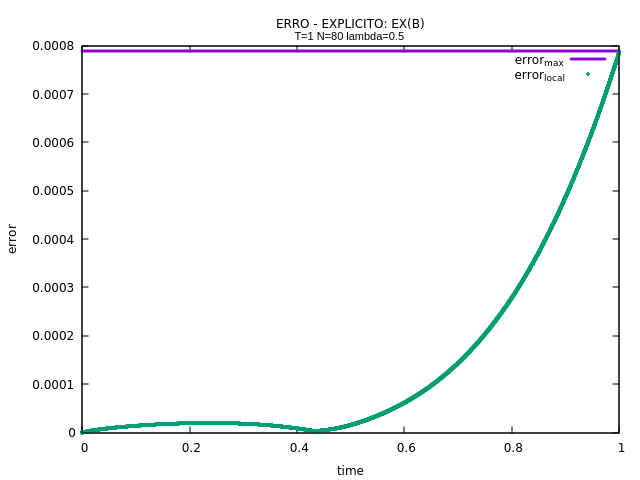 ERRO - EXPLICITO: EX(B)
T=1 N=80 lambda=0.5
0.0008
0.0007
0.0006
0.0005
0.0004
0.0003
0.0002
0.0001
0
error
error_max
error_local
0 0.2 0.4 0.6 0.8 1
time